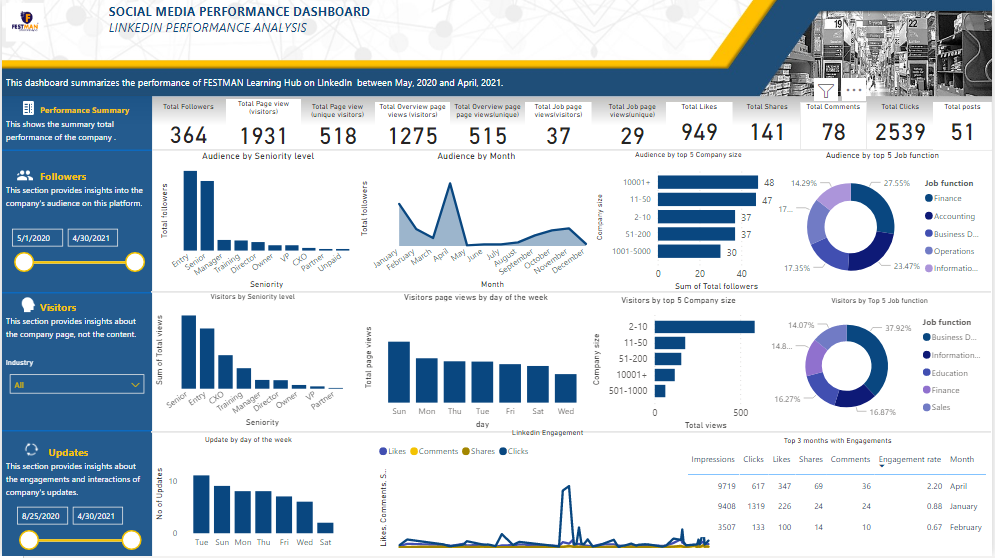 FESTMAN
SOCIAL MEDIA PERFORMANCE DASHBOARD
LINKEDIN PERFORMANCE ANALYSIS
This dashboard summarizes the performance of FESTMAN Learning Hub on LInkedIn between May, 2020 and April, 2021.
Performance Summary
This shows the summary total
performance of the company .
Total Followers
364
Total Page view
(visitors)
1931
Total Page view
(unique visitors)
518
Total Overview page
views (visitors)
1275
Total Overview page
page views(unique)
515
Total Job page
views(visitors)
37
Total Job page
views(unique)
29
Total Likes
949
Total Shares
141
Total Comments
78
Total Clicks
2539
Total posts
51
Followers
This section provides insights into the
company's audience on this platform.
5/1/2020 4/30/2021
Audience by Seniority level
Total followers
Entry Senior Manager Training Director Owner VP CXO Partner Unpaid
Seniority
Audience by Month
Total followers
January February March April May June July August September October November December
Month
Audience by top 5 Company size
Company size
10001+ 48
11-50 47
2-10 37
51-200 37
1001-5000 30
0 20 40
Sum of Total followers
Audience by top 5 Job function
14.29% 27.55%
17...
17.35% 23.47%
Job function
Finance
Accounting
Business D...
Operations
Informatio...
Visitors
This section provides insights about
the company page, not the content.
Industry
All
Visitors by Seniority level
Sum of Total views
Senior Entry CXO Training Manager Director Owner VP Partner
Seniority
Visitors page views by day of the week
Total page views
Sun Mon Thu Tue Fri Sat Wed
day
Visitors by top 5 Company size
Company size
2-10
11-50
51-200
10001+
501-1000
0 500
Total views
Visitors by Top 5 Job function
14.07% 37.92%
14.8...
16.27% 16.87%
Job function
Business D...
Information...
Education
Finance
Sales
Updates
This section provides insights about
the engagements and interactions of
company's updates.
8/25/2020 4/30/2021
Update by day of the week
No of Updates
10
0
Tue Sun Mon Wed Thu Fri Wed Sat
Linkedin Engagement
Likes Comments Shares Clicks
Likes, Comments, S...
Top 3 months with Engagements
Impressions Clicks Likes Shares Comments Engagement rate Month
9719 617 347 69 36 2.20 April
9408 1319 226 24 24 0.88 January
3507 133 100 14 10 0.67 February